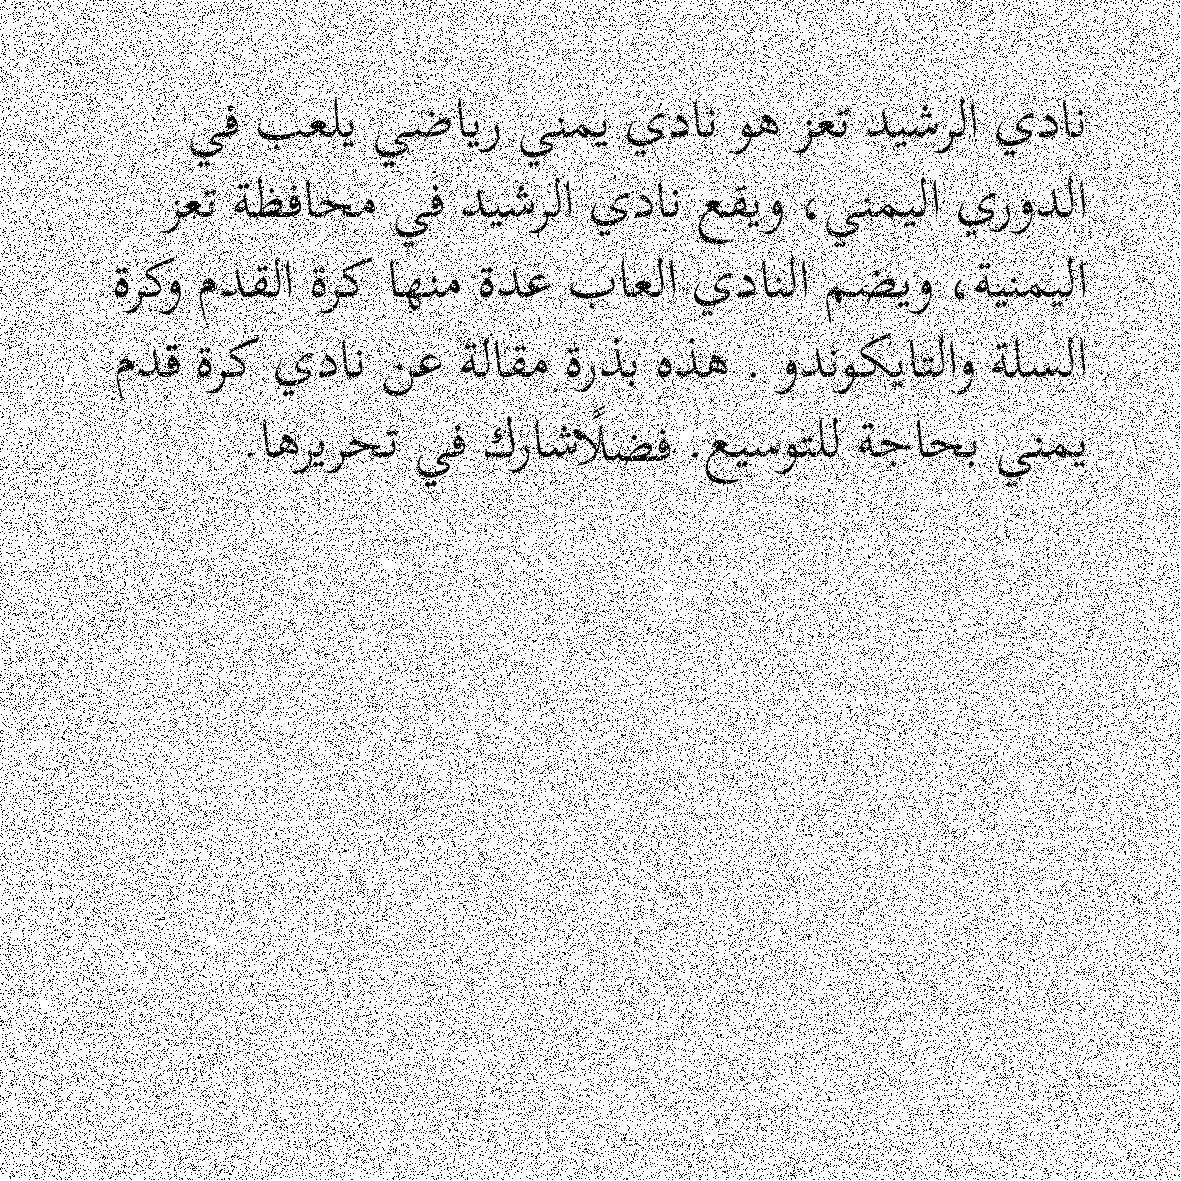 نادي الرشيد تعز هو نادي يمني رياضي يلعب في
الدوري اليمني، ويقع نادي الرشيد في محافظة تعز
اليمنية، ويضم النادي العاب عدة منها كرة القدم وكرة
السلة والتايكوندو . هذه بذرة مقالة عن نادي كرة قدم
يمني بحاجة للتوسيع. فضلًاشارك في تحريرها.